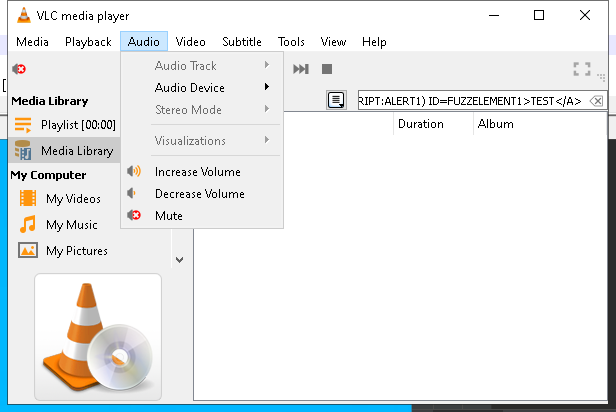 VLC media player
Media Playback Audio Video Subtitle Tools View Help
Audio Track
Audio Device
Stereo Mode
Visualizations
Increase Volume
Decrease Volume
Mute
Media Library
Playlist [00:00]
Media Library
My Computer
My Videos
My Music
My Pictures
RIPT:ALERT1) ID=FUZZELEMENT1>TEST</A>
Duration Album